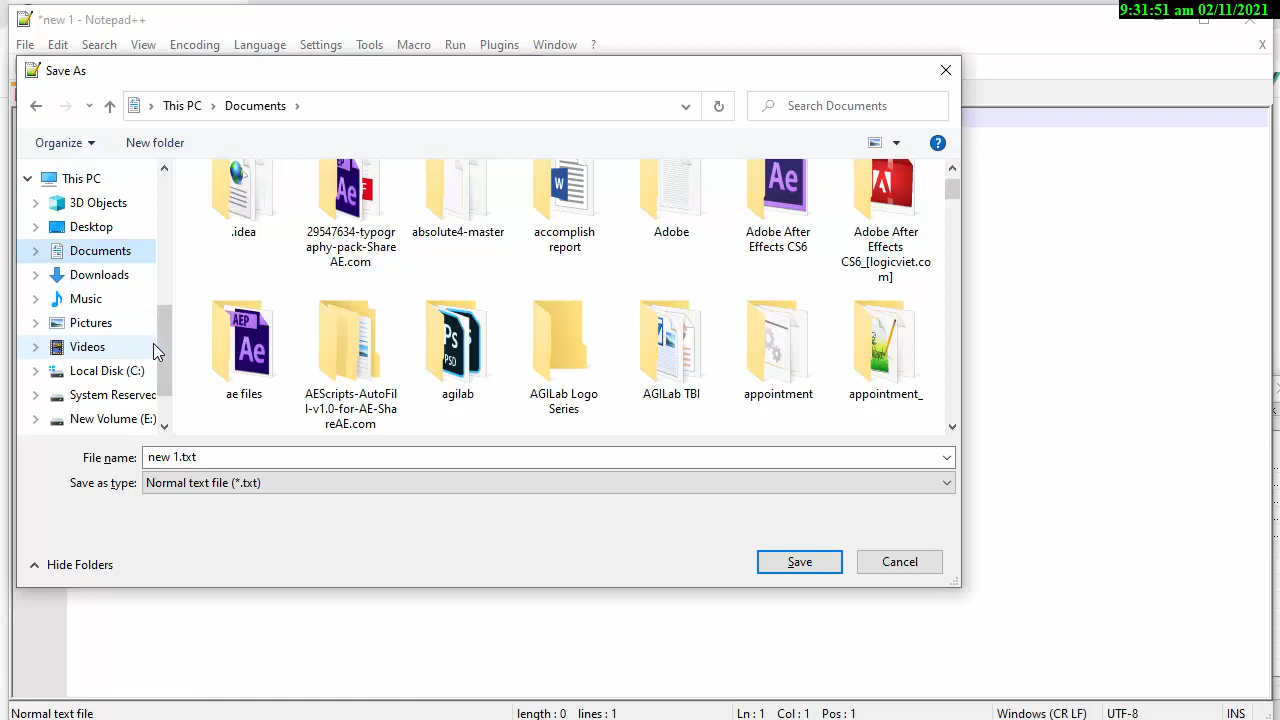 *new 1 - Notepad++
9:31:51 am 02/11/2021
File Edit Search View Encoding Language Settings Tools Macro Run Plugins Window ? X
Save As
This PC Documents
Search Documents
Organize New folder
This PC
3D Objects
Desktop
Documents
Downloads
Music
Pictures
Videos
Local Disk (C:)
System Reserved
New Volume (E:)
.idea
29547634-typogr
aphy-pack-Share
AE.com
absolute4-master
accomplish
report
Adobe
Adobe After
Effects CS6
Adobe After
Effects
CS6_[logicviet.co
m]
ae files
AEScripts-AutoFil
l-v1.0-for-AE-Sha
reAE.com
agilab
AGILab Logo
Series
AGILab TBI
appointment
appointment_
File name: new 1.txt
Save as type: Normal text file (*.txt)
Hide Folders
Save Cancel
Normal text file length : 0 lines : 1 Ln : 1 Col : 1 Pos : 1 Windows (CR LF) UTF-8 INS